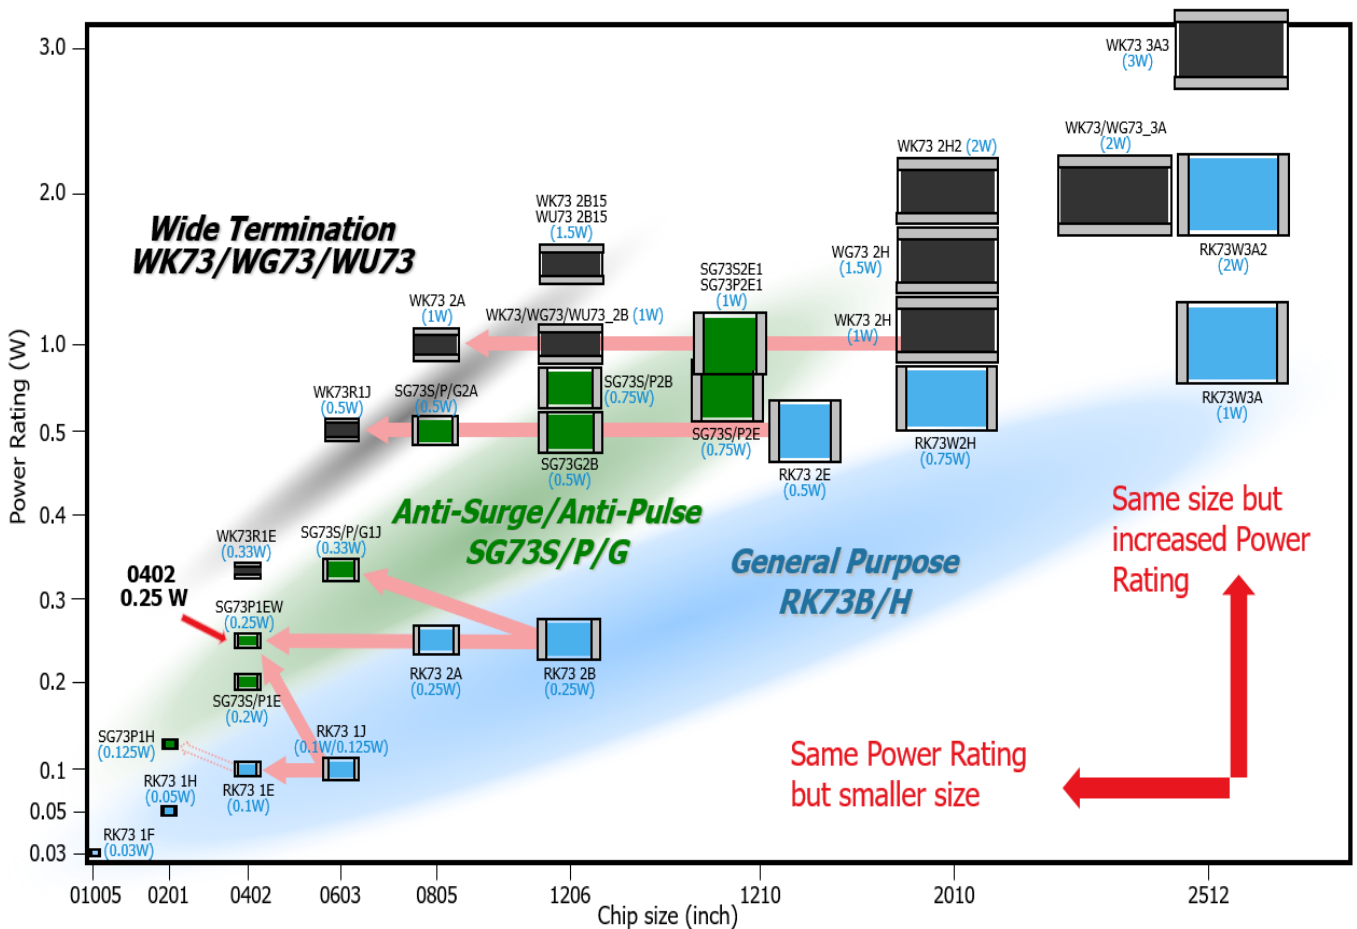 3.0
2.0
1.0
0.5
0.4
0.3
0.2
0.1
0.05
0.03
Power Rating (W)
01005
0201
0402
0603
0805
1206
1210
2010
2512
Chip size (inch)
Wide Termination
WK73/WG73/WU73
WK73 3A3
(3W)
WK73/WG73_3A
(2W)
WK73 2H2 (2W)
RK73W3A2
(2W)
WK73 2B15
WU73 2B15
(1.5W)
WG73 2H
(1.5W)
SG73S2E1
SG73P2E1
(1W)
WK73 2A
(1W)
WK73/WG73/WU73_2B (1W)
WK73 2H
(1W)
RK73W3A
(1W)
WK73R1J
(0.5W)
SG73S/P/G2A
(0.5W)
SG73S/P2B
(0.75W)
SG73G2B
(0.5W)
SG73S/P2E
(0.75W)
RK73 2E
(0.5W)
RK73W2H
(0.75W)
Anti-Surge/Anti-Pulse
SG73S/P/G
General Purpose
RK73B/H
WK73R1E
(0.33W)
SG73S/P/G1J
(0.33W)
0402
0.25 W
SG73P1EW
(0.25W)
RK73 2A
(0.25W)
RK73 2B
(0.25W)
SG73S/P1E
(0.2W)
SG73P1H
(0.125W)
RK73 1J
(0.1W/0.125W)
RK73 1H
(0.05W)
RK73 1E
(0.1W)
RK73 1F
(0.03W)
Same size but
increased Power
Rating
Same Power Rating
but smaller size